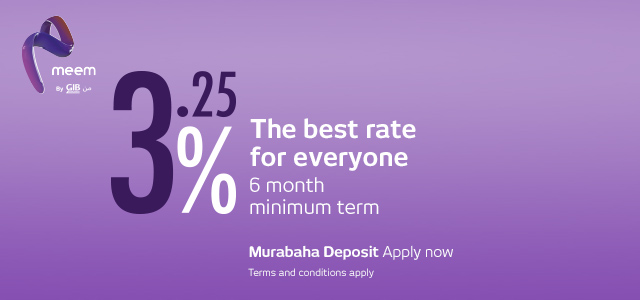 meem
By GIB من
3.25%
The best rate
for everyone
6 month
minimum term
Murabaha Deposit Apply now
Terms and conditions apply